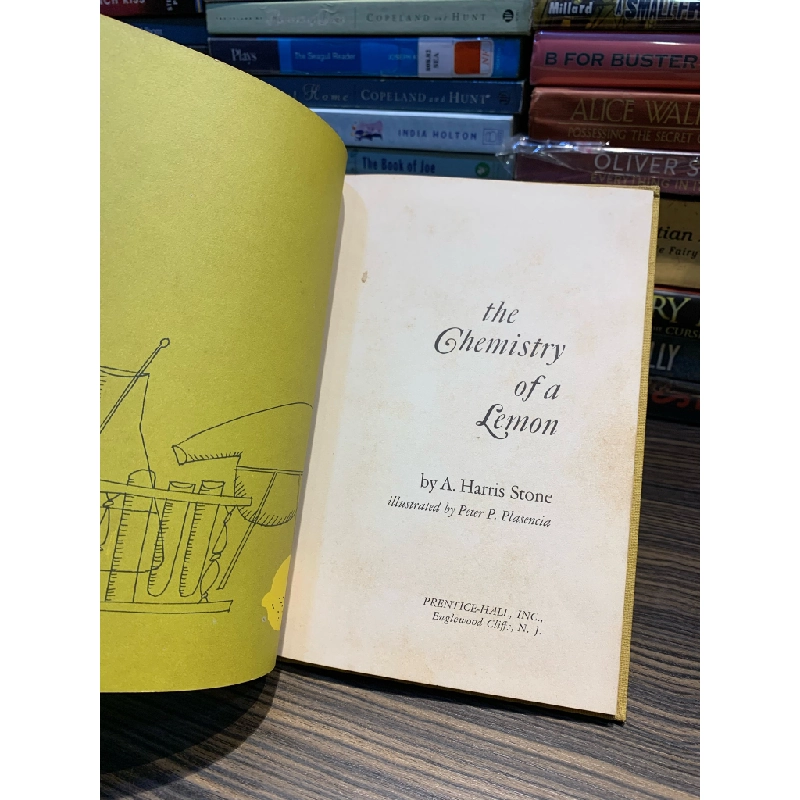 COPELAND and HUNT
Plays
The Seagull Reader
Home
COPELAND and HUNT
INDIA HOLTON
The Book of Joe
Millard
B FOR BUSTER
ALICE
POSSESSING THE SECRET
OLIVER
the
Chemistry
of a
Lemon
by A. Harris Stone
illustrated by Peter P. Plasencia
PRENTICE-HALL, INC.,
Englewood Cliffs, N. J.